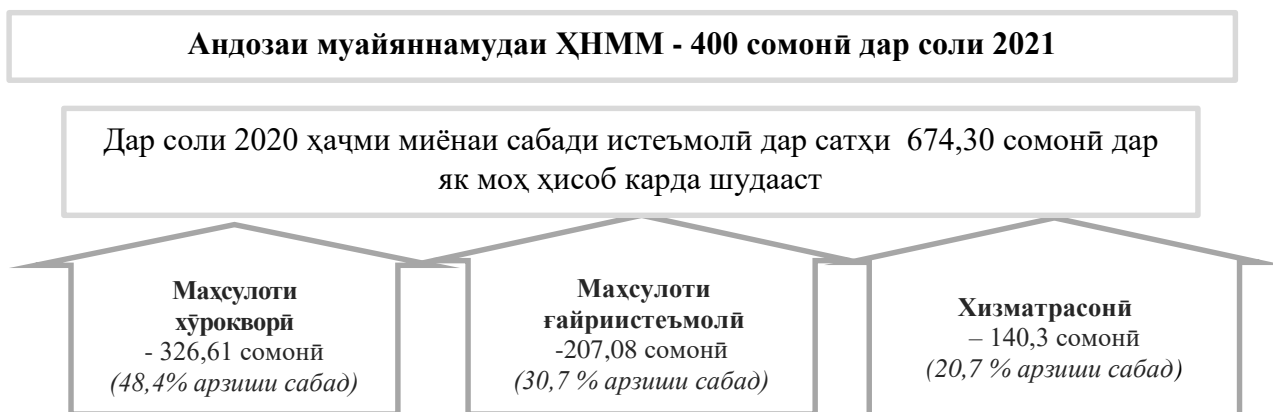 Андозаи муайяннамудаи ҲНММ - 400 сомонӣ дар соли 2021
Дар соли 2020 ҳаҷми миёнаи сабади истеъмолӣ дар сатҳи 674,30 сомонӣ дар
як моҳ ҳисоб карда шудааст
Маҳсулоти
хӯрокворӣ
- 326,61 сомонӣ
(48,4% арзиши сабад)
Маҳсулоти
ғайриистеъмолӣ
-207,08 сомонӣ
(30,7 % арзиши сабад)
Хизматрасонӣ
– 140,3 сомонӣ
(20,7 % арзиши сабад)